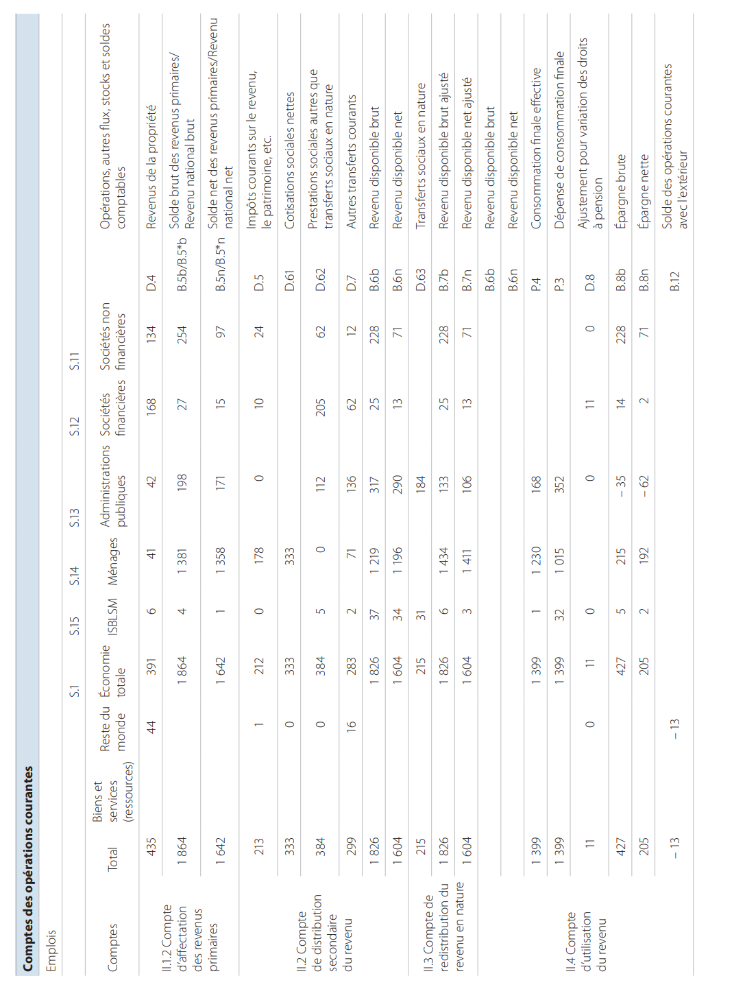 Comptes des opérations courantes
Emplois
S.1 S.15 S.14 S.13 S.12 S.11
Comptes Total Biens et services (ressources) Reste du monde Économie totale ISBLSM Ménages Administrations publiques Sociétés financières Sociétés non financières Opérations, autres flux, stocks et soldes comptables
II.1.2 Compte d'affectation des revenus primaires
435 44 391 6 41 42 168 134 D.4 Revenus de la propriété
1 864 1 864 4 1 381 198 27 254 B.5b/B.5*b Solde brut des revenus primaires/ Revenu national brut
1 642 1 642 1 1 358 171 15 97 B.5n/B.5*n Solde net des revenus primaires/Revenu national net
II.2 Compte de distribution secondaire du revenu
213 1 212 0 178 0 10 24 D.5 Impôts courants sur le revenu, le patrimoine, etc.
333 0 333 333 D.61 Cotisations sociales nettes
384 0 384 5 0 112 205 62 D.62 Prestations sociales autres que transferts sociaux en nature
299 16 283 2 71 136 62 12 D.7 Autres transferts courants
1 826 1 826 37 1 219 317 25 228 B.6b Revenu disponible brut
1 604 1 604 34 1 196 290 13 71 B.6n Revenu disponible net
II.3 Compte de redistribution du revenu en nature
215 215 31 184 D.63 Transferts sociaux en nature
1 826 1 826 6 1 434 133 25 228 B.7b Revenu disponible brut ajusté
1 604 1 604 3 1 411 106 13 71 B.7n Revenu disponible net ajusté
II.4 Compte d'utilisation du revenu
B.6b Revenu disponible brut
B.6n Revenu disponible net
1 399 1 399 1 1 230 168 P.4 Consommation finale effective
1 399 1 399 32 1 015 352 P.3 Dépense de consommation finale
11 0 11 0 0 11 0 D.8 Ajustement pour variation des droits à pension
427 427 5 215 – 35 14 228 B.8b Épargne brute
205 205 2 192 – 62 2 71 B.8n Épargne nette
– 13 – 13 B.12 Solde des opérations courantes avec l'extérieur